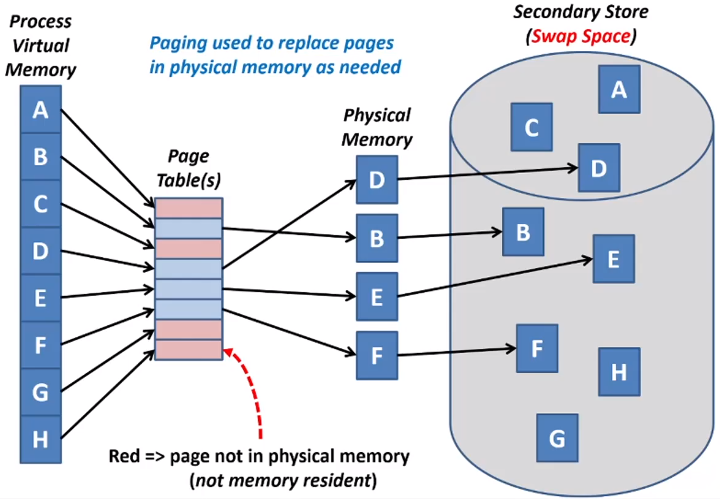 Process
Virtual
Memory
A
B
C
D
E
F
G
H
Paging used to replace pages
in physical memory as needed
Page
Table(s)
Physical
Memory
D
B
E
F
Secondary Store
(Swap Space)
A
C
D
B
E
F
H
G
Red => page not in physical memory
(not memory resident)